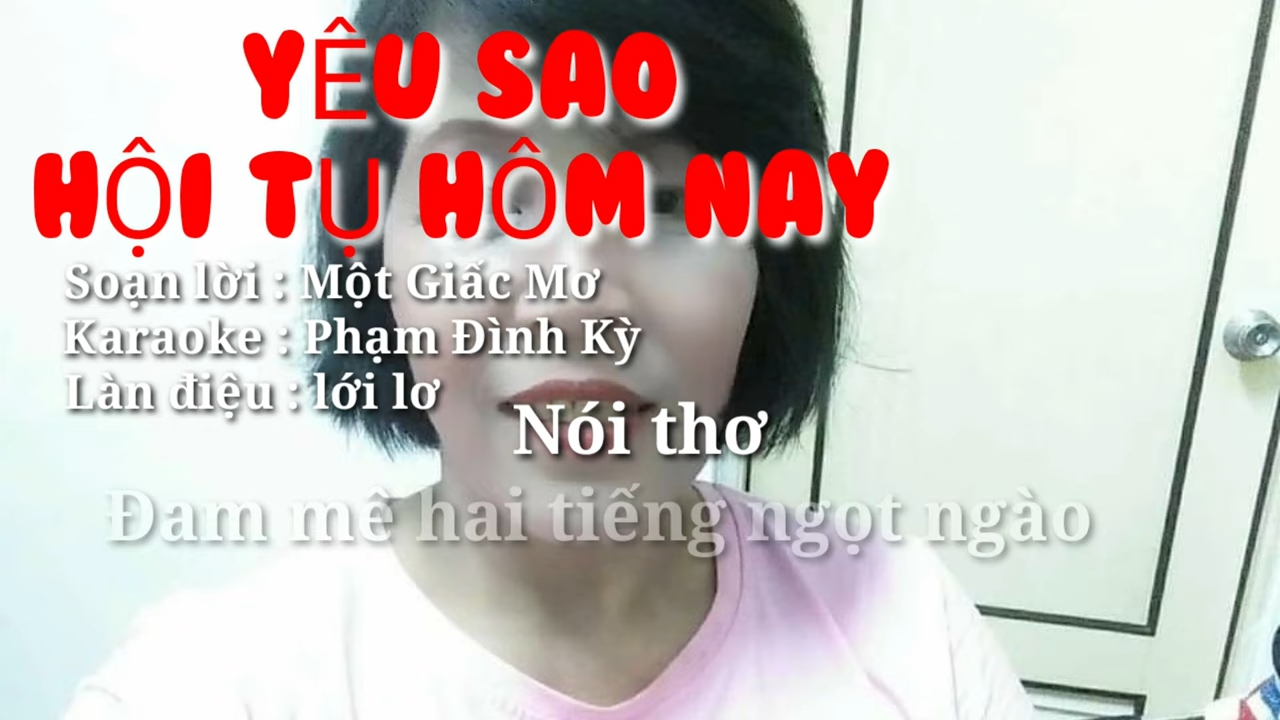 YÊU SAO
HỘI TỤ HÔM NAY
Soạn lời : Một Giấc Mơ
Karaoke : Phạm Đình Kỳ
Làn điệu : lới lơ
Nói thơ
Đam mê hai tiếng ngọt ngào